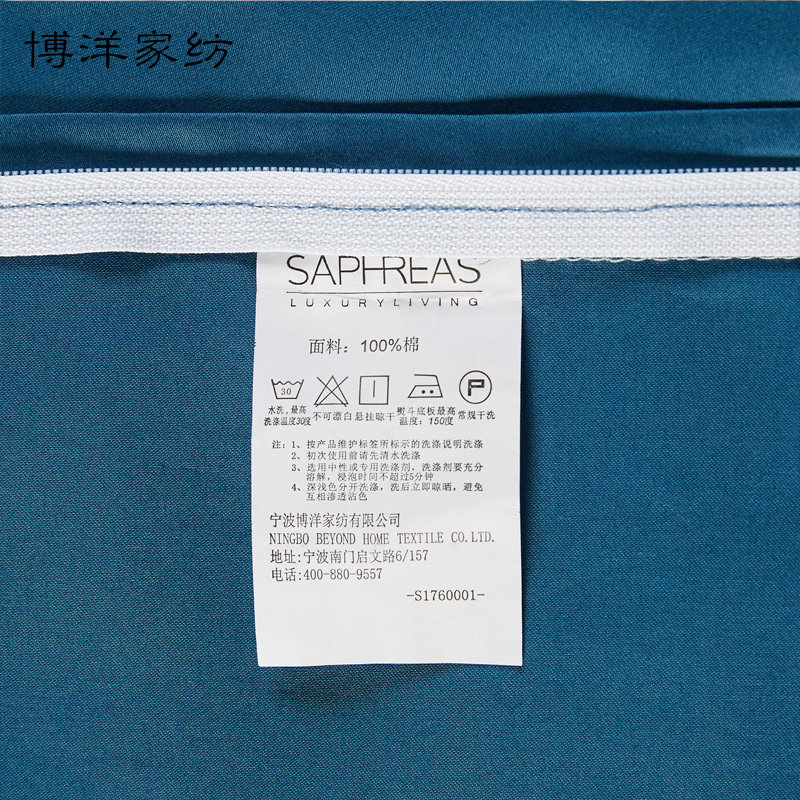 博洋家纺
SAPHREAS
LUXURYLIVING
面料：100%棉
30
P
水洗，最高
洗涤温度30度
不可漂白
悬挂晾干
熨斗底板最高
温度：150度
常规干洗
注：1、按产品维护标签所标示的洗涤说明洗涤
2、初次使用前请先清水洗涤
3、选用中性或专用洗涤剂，洗涤剂要充分
溶解，浸泡时间不超过5分钟
4、深浅色分开洗涤，洗后立即晾晒，避免
互相渗透沾色
宁波博洋家纺有限公司
NINGBO BEYOND HOME TEXTILE CO.LTD.
地址：宁波南门启文路6/157
电话：400-880-9557
-S1760001-